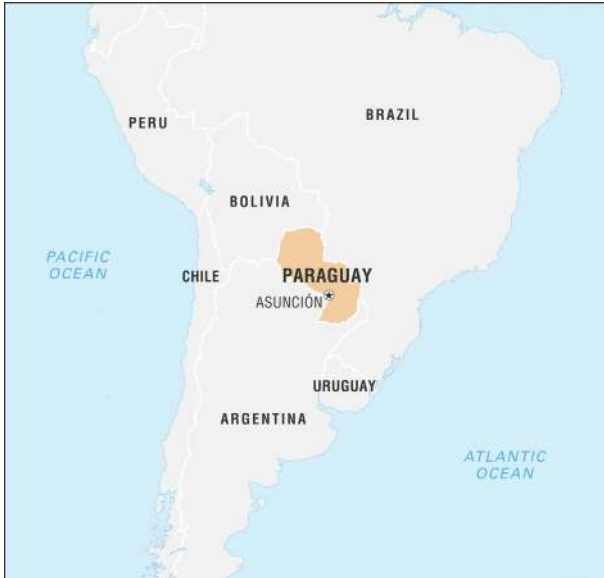 PERU
BRAZIL
BOLIVIA
PACIFIC
OCEAN
CHILE
PARAGUAY
ASUNCIÓN
URUGUAY
ARGENTINA
ATLANTIC
OCEAN